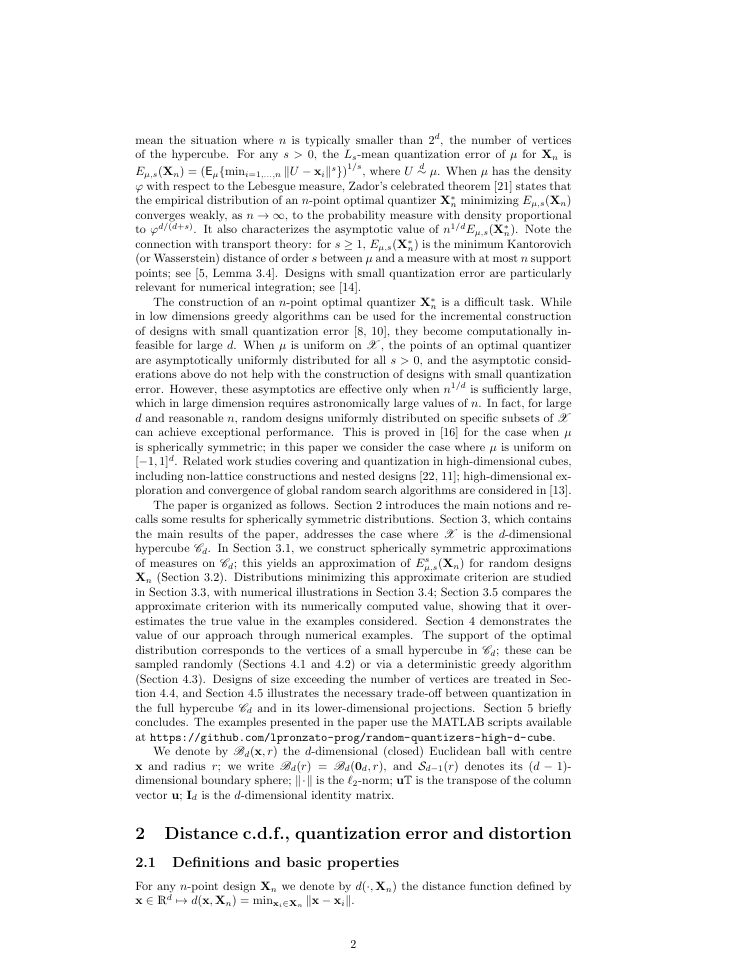 mean the situation where n is typically smaller than 2^d, the number of vertices
of the hypercube. For any s > 0, the L_s-mean quantization error of μ for X_n is
E_{μ,s}(X_n) = (E_μ{min_{i=1,...,n} ‖U − x_i‖^s})^{1/s}, where U ∼^d μ. When μ has the density
φ with respect to the Lebesgue measure, Zador's celebrated theorem [21] states that
the empirical distribution of an n-point optimal quantizer X*_n minimizing E_{μ,s}(X_n)
converges weakly, as n → ∞, to the probability measure with density proportional
to φ^{d/(d+s)}. It also characterizes the asymptotic value of n^{1/d}E_{μ,s}(X*_n). Note the
connection with transport theory: for s ≥ 1, E_{μ,s}(X*_n) is the minimum Kantorovich
(or Wasserstein) distance of order s between μ and a measure with at most n support
points; see [5, Lemma 3.4]. Designs with small quantization error are particularly
relevant for numerical integration; see [14].
The construction of an n-point optimal quantizer X*_n is a difficult task. While
in low dimensions greedy algorithms can be used for the incremental construction
of designs with small quantization error [8, 10], they become computationally in-
feasible for large d. When μ is uniform on 𝒳, the points of an optimal quantizer
are asymptotically uniformly distributed for all s > 0, and the asymptotic consid-
erations above do not help with the construction of designs with small quantization
error. However, these asymptotics are effective only when n^{1/d} is sufficiently large,
which in large dimension requires astronomically large values of n. In fact, for large
d and reasonable n, random designs uniformly distributed on specific subsets of 𝒳
can achieve exceptional performance. This is proved in [16] for the case when μ
is spherically symmetric; in this paper we consider the case where μ is uniform on
[−1, 1]^d. Related work studies covering and quantization in high-dimensional cubes,
including non-lattice constructions and nested designs [22, 11]; high-dimensional ex-
ploration and convergence of global random search algorithms are considered in [13].
The paper is organized as follows. Section 2 introduces the main notions and re-
calls some results for spherically symmetric distributions. Section 3, which contains
the main results of the paper, addresses the case where 𝒳 is the d-dimensional
hypercube 𝒞_d. In Section 3.1, we construct spherically symmetric approximations
of measures on 𝒞_d; this yields an approximation of E^s_{μ,s}(X_n) for random designs
X_n (Section 3.2). Distributions minimizing this approximate criterion are studied
in Section 3.3, with numerical illustrations in Section 3.4; Section 3.5 compares the
approximate criterion with its numerically computed value, showing that it over-
estimates the true value in the examples considered. Section 4 demonstrates the
value of our approach through numerical examples. The support of the optimal
distribution corresponds to the vertices of a small hypercube in 𝒞_d; these can be
sampled randomly (Sections 4.1 and 4.2) or via a deterministic greedy algorithm
(Section 4.3). Designs of size exceeding the number of vertices are treated in Sec-
tion 4.4, and Section 4.5 illustrates the necessary trade-off between quantization in
the full hypercube 𝒞_d and in its lower-dimensional projections. Section 5 briefly
concludes. The examples presented in the paper use the MATLAB scripts available
at https://github.com/lpronzato-prog/random-quantizers-high-d-cube.
We denote by ℬ_d(x, r) the d-dimensional (closed) Euclidean ball with centre
x and radius r; we write ℬ_d(r) = ℬ_d(0_d, r), and 𝒮_{d−1}(r) denotes its (d − 1)-
dimensional boundary sphere; ‖·‖ is the ℓ_2-norm; uT is the transpose of the column
vector u; I_d is the d-dimensional identity matrix.
2 Distance c.d.f., quantization error and distortion
2.1 Definitions and basic properties
For any n-point design X_n we denote by d(·, X_n) the distance function defined by
x ∈ ℝ^d ↦ d(x, X_n) = min_{x_i∈X_n} ‖x − x_i‖.
2